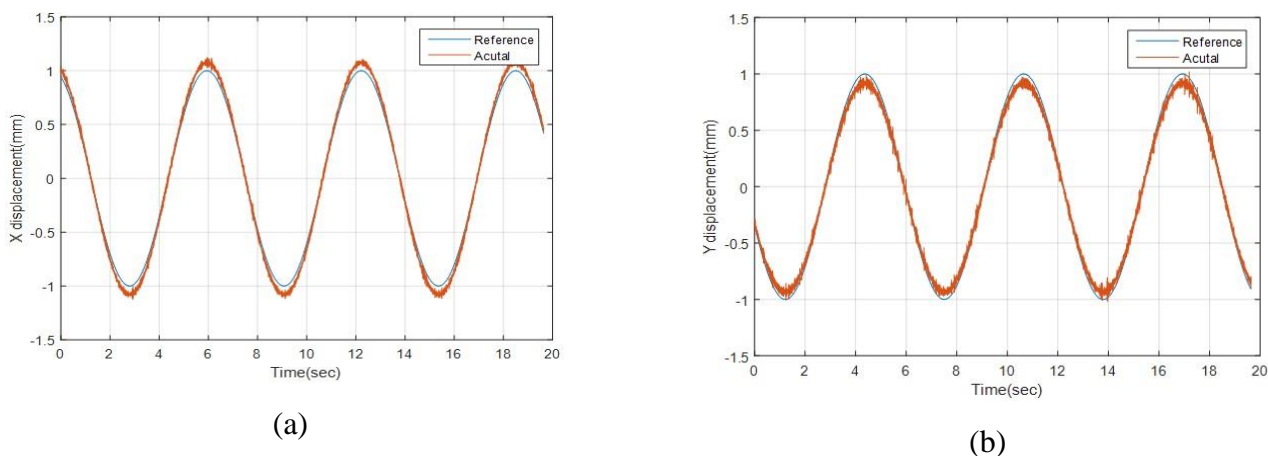 1.5
1
0.5
0
-0.5
-1
-1.5
X displacement(mm)
Reference
Acutal
0 2 4 6 8 10 12 14 16 18 20
Time(sec)
(a)
1.5
1
0.5
0
-0.5
-1
-1.5
Y displacement(mm)
Reference
Acutal
0 2 4 6 8 10 12 14 16 18 20
Time(sec)
(b)